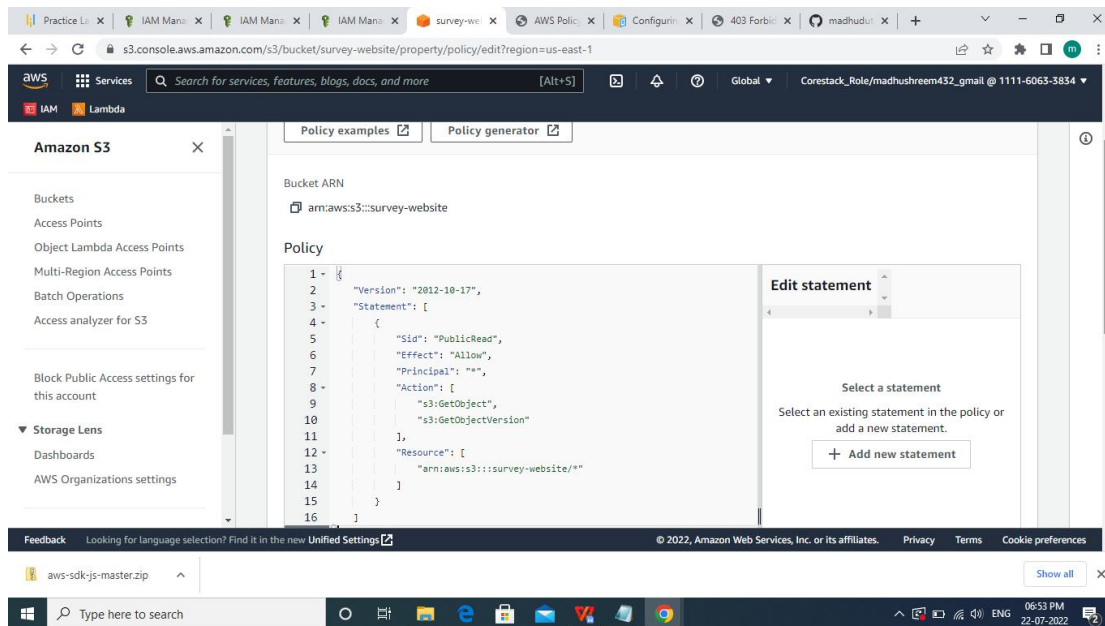 Practice La
IAM Mana
IAM Mana
IAM Mana
survey-wel
AWS Policy
Configurin
403 Forbid
madhudut
s3.console.aws.amazon.com/s3/bucket/survey-website/property/policy/edit?region=us-east-1
m
aws
Services
Search for services, features, blogs, docs, and more
[Alt+S]
Global
Corestack_Role/madhushreem432_gmail @ 1111-6063-3834
IAM
Lambda
Amazon S3
Buckets
Access Points
Object Lambda Access Points
Multi-Region Access Points
Batch Operations
Access analyzer for S3
Block Public Access settings for
this account
Storage Lens
Dashboards
AWS Organizations settings
Policy examples
Policy generator
Bucket ARN
arn:aws:s3:::survey-website
Policy
1 {
2 "Version": "2012-10-17",
3 "Statement": [
4 {
5 "Sid": "PublicRead",
6 "Effect": "Allow",
7 "Principal": "*",
8 "Action": [
9 "s3:GetObject",
10 "s3:GetObjectVersion"
11 ],
12 "Resource": [
13 "arn:aws:s3:::survey-website/*"
14 ]
15 }
16 ]
Edit statement
Select a statement
Select an existing statement in the policy or
add a new statement.
+ Add new statement
Feedback
Looking for language selection? Find it in the new Unified Settings
© 2022, Amazon Web Services, Inc. or its affiliates.
Privacy
Terms
Cookie preferences
aws-sdk-js-master.zip
Show all
Type here to search
ENG
06:53 PM
22-07-2022
2